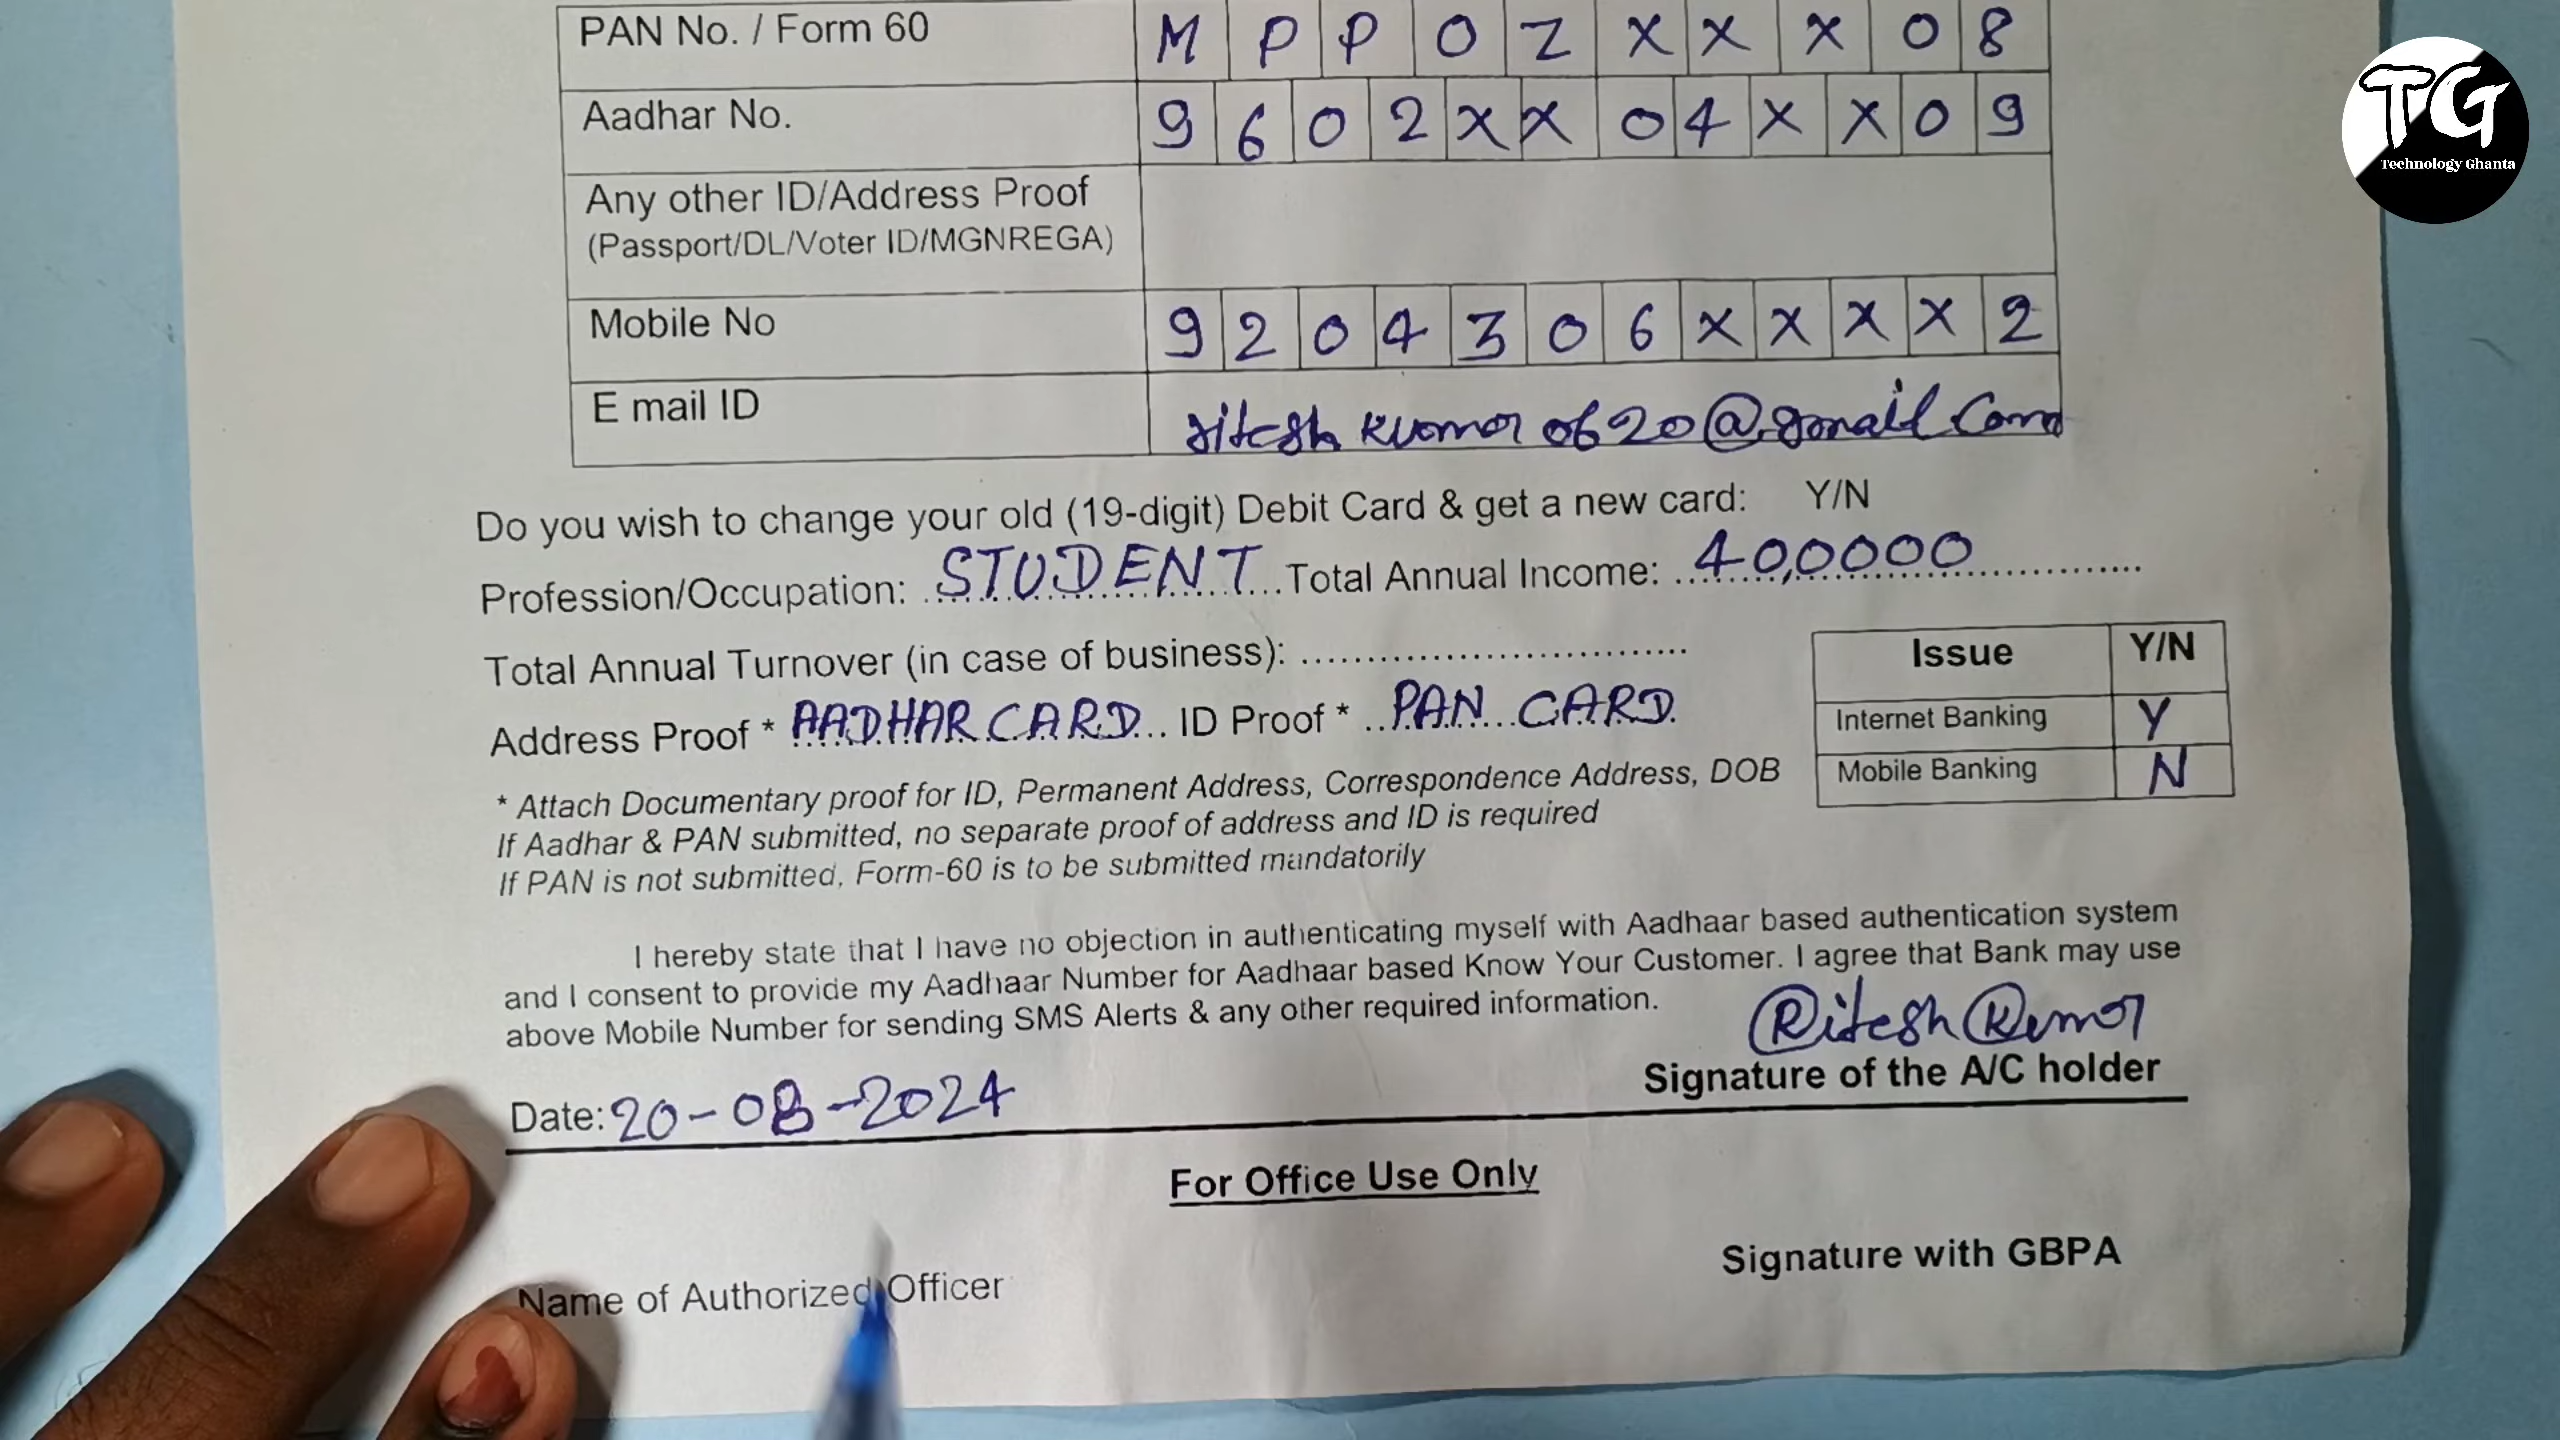 PAN No. / Form 60 M P P O Z X X X 0 8
TG
Technology Ghanta
Aadhar No. 9 6 0 2 X X 0 4 X X 0 9
Any other ID/Address Proof
(Passport/DL/Voter ID/MGNREGA)
Mobile No 9 2 0 4 3 0 6 X X X X 2
E mail ID riteshkumar0620@gmail.com
Do you wish to change your old (19-digit) Debit Card & get a new card: Y/N
Profession/Occupation: STUDENT Total Annual Income: 40,0000
Total Annual Turnover (in case of business):
Issue Y/N
Internet Banking Y
Mobile Banking N
Address Proof * AADHAR CARD ID Proof * PAN CARD
* Attach Documentary proof for ID, Permanent Address, Correspondence Address, DOB
If Aadhar & PAN submitted, no separate proof of address and ID is required
If PAN is not submitted, Form-60 is to be submitted mandatorily
I hereby state that I have no objection in authenticating myself with Aadhaar based authentication system
and I consent to provide my Aadhaar Number for Aadhaar based Know Your Customer. I agree that Bank may use
above Mobile Number for sending SMS Alerts & any other required information.
Ritesh Kumar
Signature of the A/C holder
Date: 20-08-2024
For Office Use Only
Signature with GBPA
Name of Authorized Officer